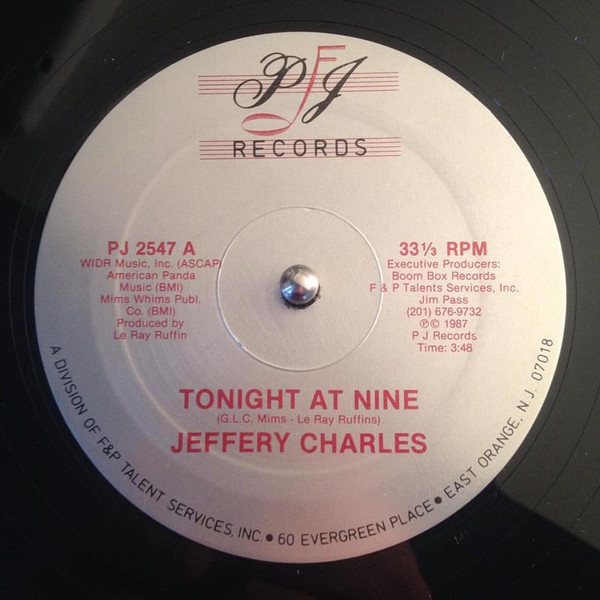 PJ
RECORDS
PJ 2547 A
WIDR Music, Inc. (ASCAP)
American Panda
Music (BMI)
Mims Whims Publ.
Co. (BMI)
Produced by
Le Ray Ruffin
33⅓ RPM
Executive Producers:
Boom Box Records
F & P Talents Services, Inc.
Jim Pass
(201) 676-9732
℗© 1987
P J Records
Time: 3:48
TONIGHT AT NINE
(G.L.C. Mims - Le Ray Ruffins)
JEFFERY CHARLES
A DIVISION OF F&P TALENT SERVICES, INC. ● 60 EVERGREEN PLACE ● EAST ORANGE, N.J. 07018